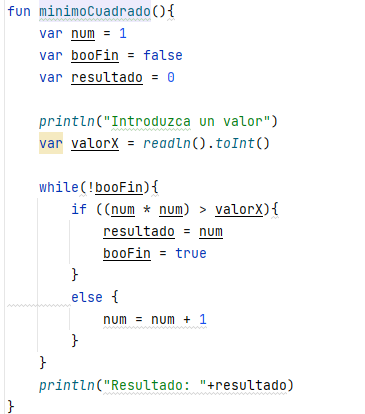 fun minimoCuadrado(){
    var num = 1
    var booFin = false
    var resultado = 0
    println("Introduzca un valor")
    var valorX = readln().toInt()
    while(!booFin){
        if ((num * num) > valorX){
            resultado = num
            booFin = true
        }
        else {
            num = num + 1
        }
    }
    println("Resultado: "+resultado)
}